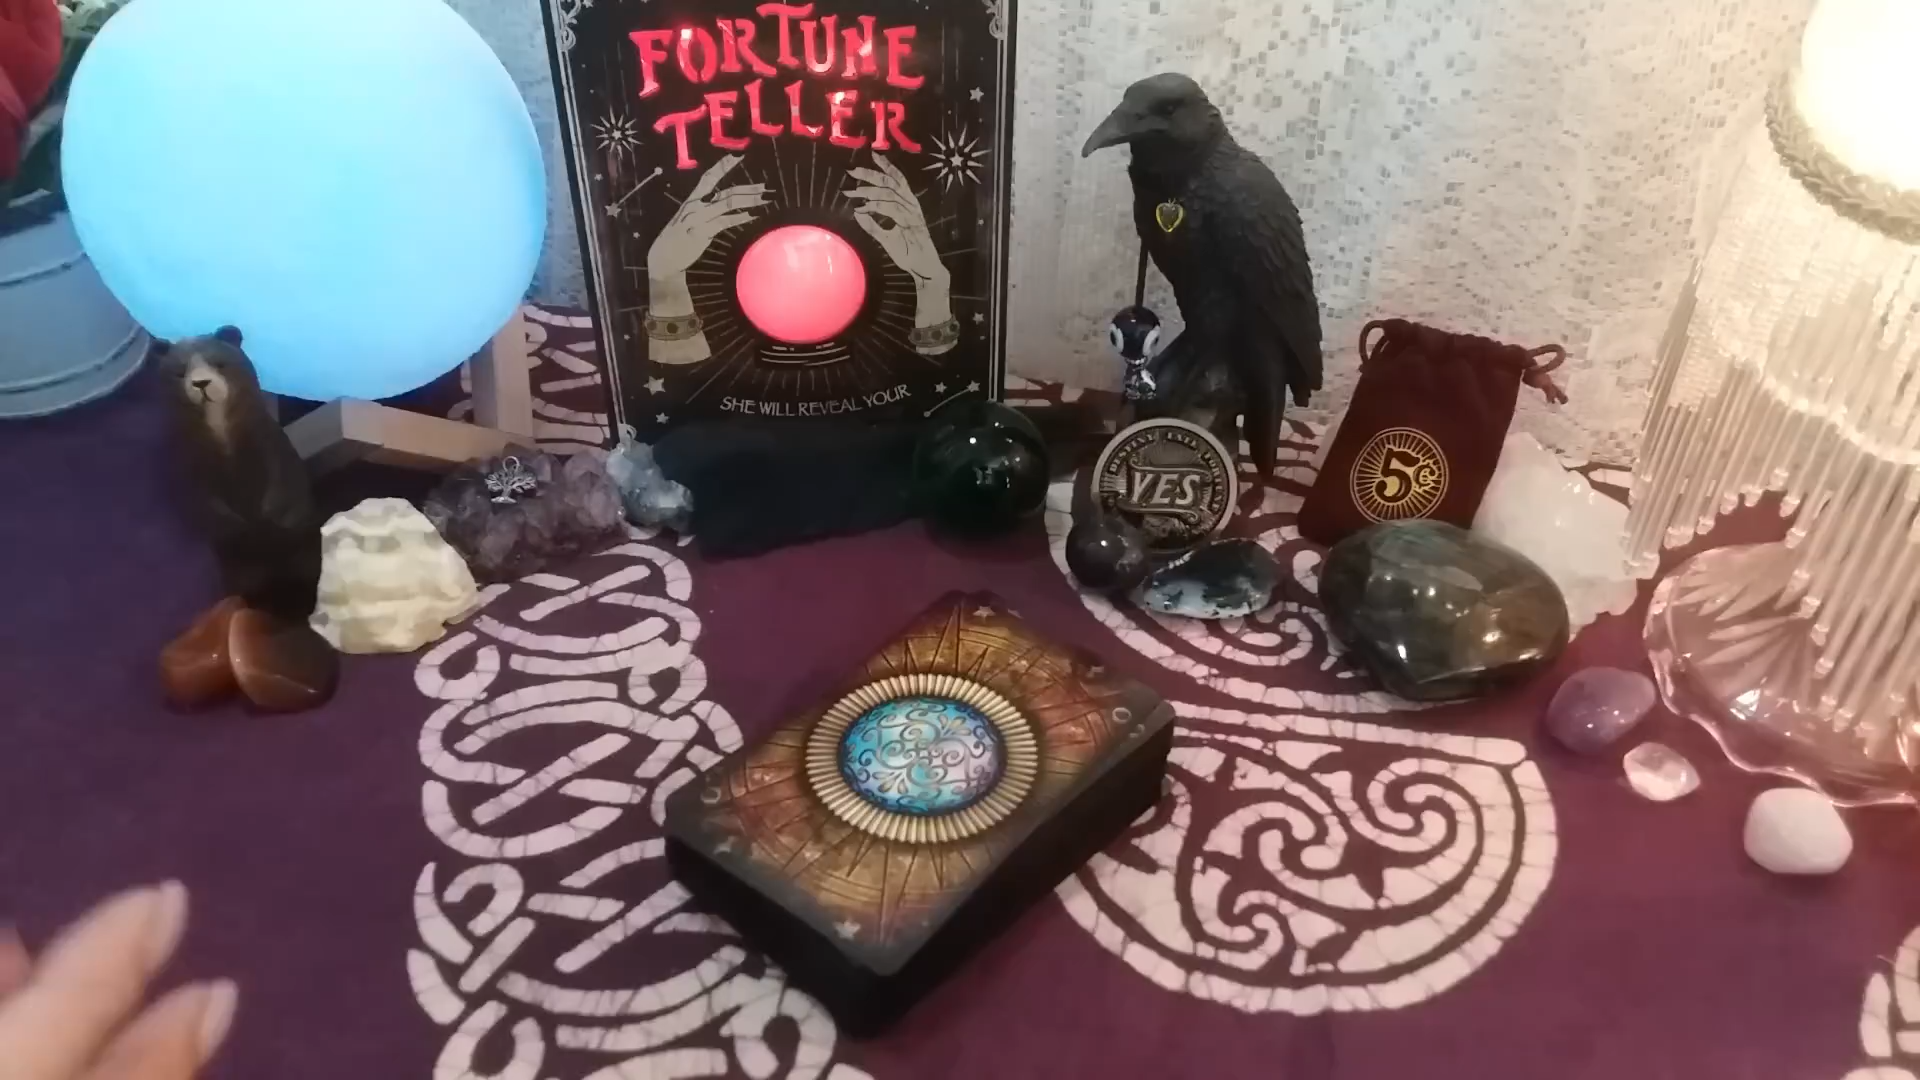 FORTUNE
TELLER
SHE WILL REVEAL YOUR
YES
5¢